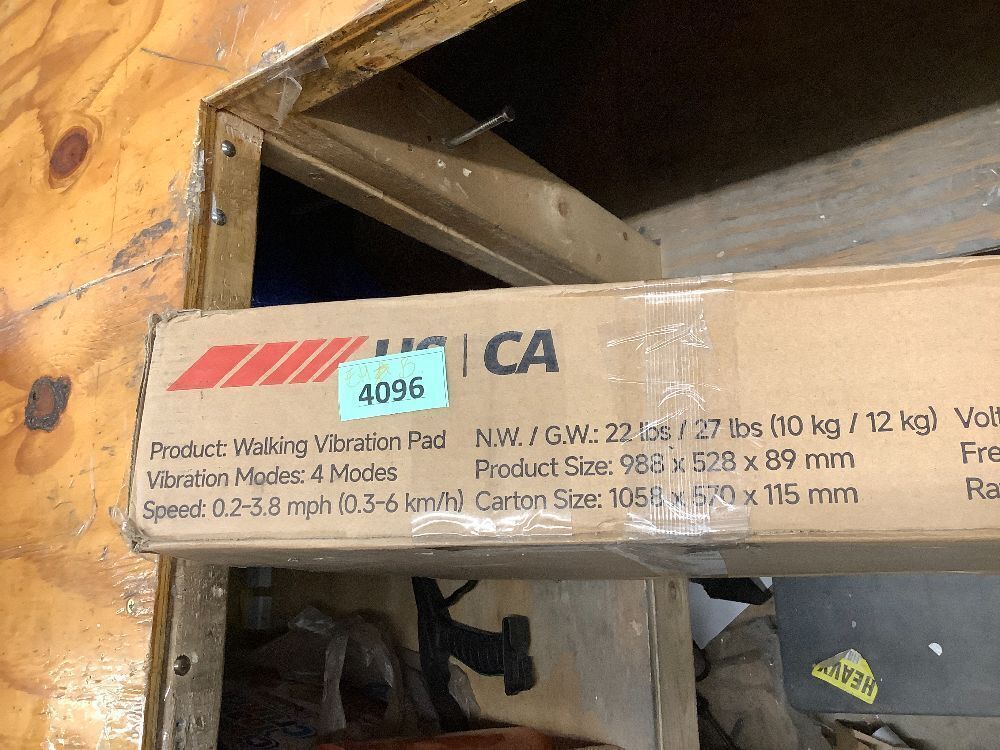 US | CA
4096
Product: Walking Vibration Pad
Vibration Modes: 4 Modes
Speed: 0.2-3.8 mph (0.3-6 km/h)
N.W. / G.W.: 22 lbs / 27 lbs (10 kg / 12 kg)
Product Size: 988 x 528 x 89 mm
Carton Size: 1058 x 570 x 115 mm
Volt
Fre
Ra
HEAVY